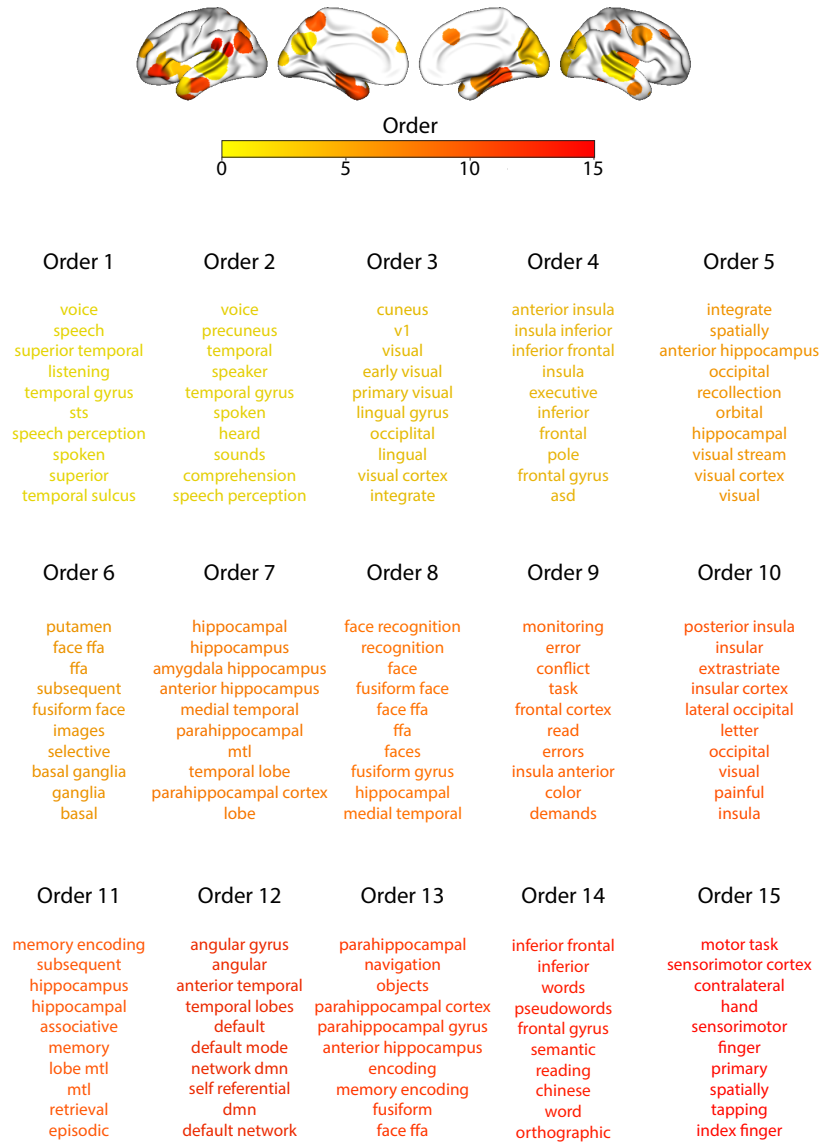 Order
0 5 10 15
Order 1
voice
speech
superior temporal
listening
temporal gyrus
sts
speech perception
spoken
superior
temporal sulcus
Order 2
voice
precuneus
temporal
speaker
temporal gyrus
spoken
heard
sounds
comprehension
speech perception
Order 3
cuneus
v1
visual
early visual
primary visual
lingual gyrus
occiplital
lingual
visual cortex
integrate
Order 4
anterior insula
insula inferior
inferior frontal
insula
executive
inferior
frontal
pole
frontal gyrus
asd
Order 5
integrate
spatially
anterior hippocampus
occipital
recollection
orbital
hippocampal
visual stream
visual cortex
visual
Order 6
putamen
face ffa
ffa
subsequent
fusiform face
images
selective
basal ganglia
ganglia
basal
Order 7
hippocampal
hippocampus
amygdala hippocampus
anterior hippocampus
medial temporal
parahippocampal
mtl
temporal lobe
parahippocampal cortex
lobe
Order 8
face recognition
recognition
face
fusiform face
face ffa
ffa
faces
fusiform gyrus
hippocampal
medial temporal
Order 9
monitoring
error
conflict
task
frontal cortex
read
errors
insula anterior
color
demands
Order 10
posterior insula
insular
extrastriate
insular cortex
lateral occipital
letter
occipital
visual
painful
insula
Order 11
memory encoding
subsequent
hippocampus
hippocampal
associative
memory
lobe mtl
mtl
retrieval
episodic
Order 12
angular gyrus
angular
anterior temporal
temporal lobes
default
default mode
network dmn
self referential
dmn
default network
Order 13
parahippocampal
navigation
objects
parahippocampal cortex
parahippocampal gyrus
anterior hippocampus
encoding
memory encoding
fusiform
face ffa
Order 14
inferior frontal
inferior
words
pseudowords
frontal gyrus
semantic
reading
chinese
word
orthographic
Order 15
motor task
sensorimotor cortex
contralateral
hand
sensorimotor
finger
primary
spatially
tapping
index finger